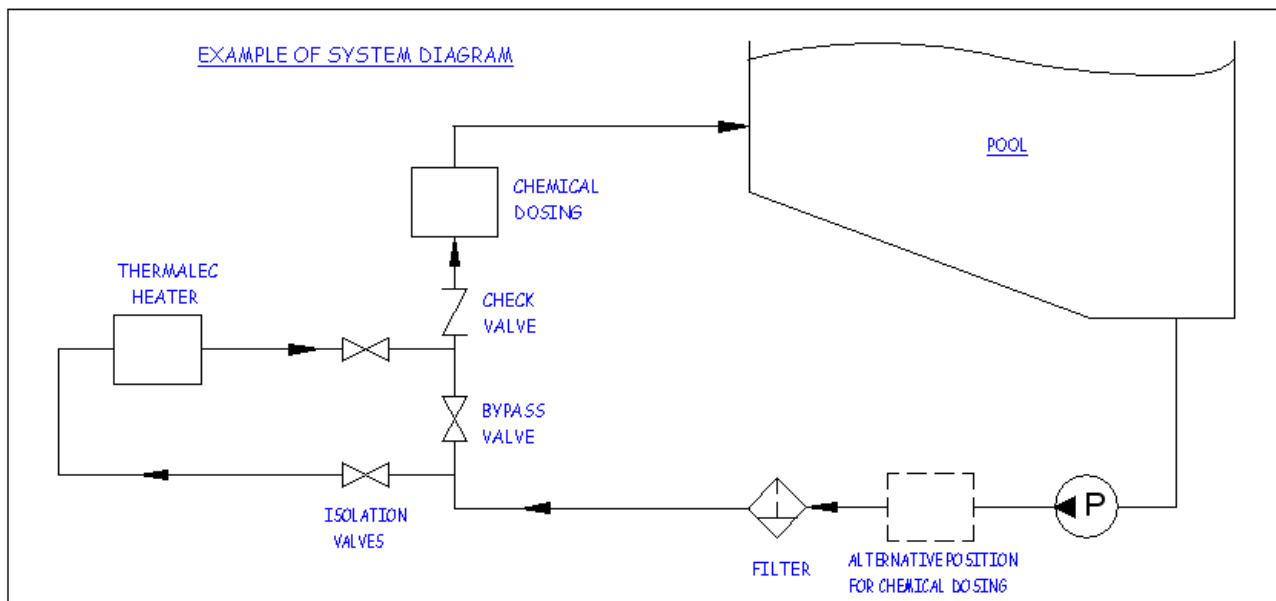 EXAMPLE OF SYSTEM DIAGRAM
POOL
CHEMICAL
DOSING
THERMALEC
HEATER
CHECK
VALVE
BYPASS
VALVE
ISOLATION
VALVES
P
FILTER
ALTERNATIVE POSITION
FOR CHEMICAL DOSING